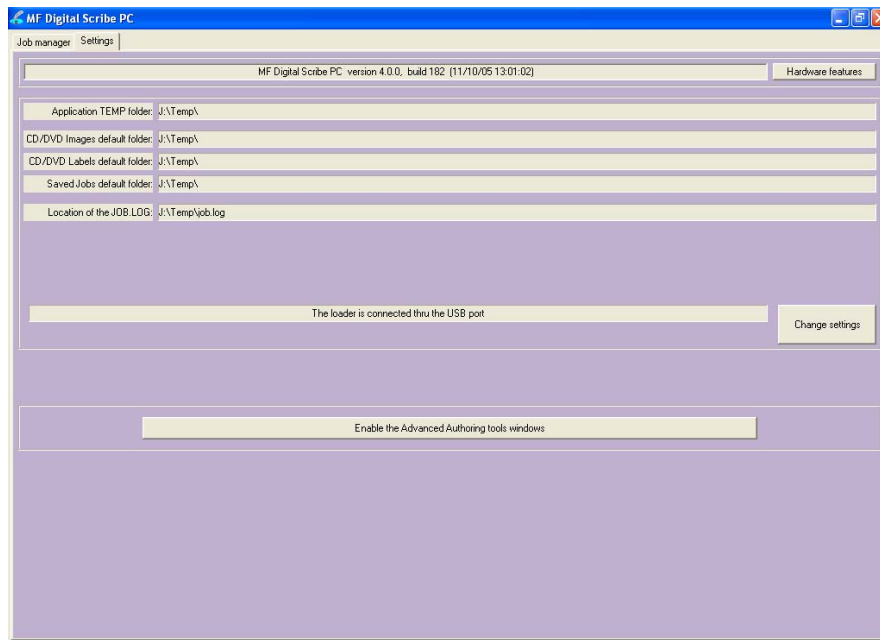 MF Digital Scribe PC
Job manager Settings
MF Digital Scribe PC version 4.0.0, build 182 (11/10/05 13:01:02) Hardware features
Application TEMP folder: J:\Temp\
CD/DVD Images default folder: J:\Temp\
CD/DVD Labels default folder: J:\Temp\
Saved Jobs default folder: J:\Temp\
Location of the JOB.LOG: J:\Temp\job.log
The loader is connected thru the USB port
Change settings
Enable the Advanced Authoring tools windows